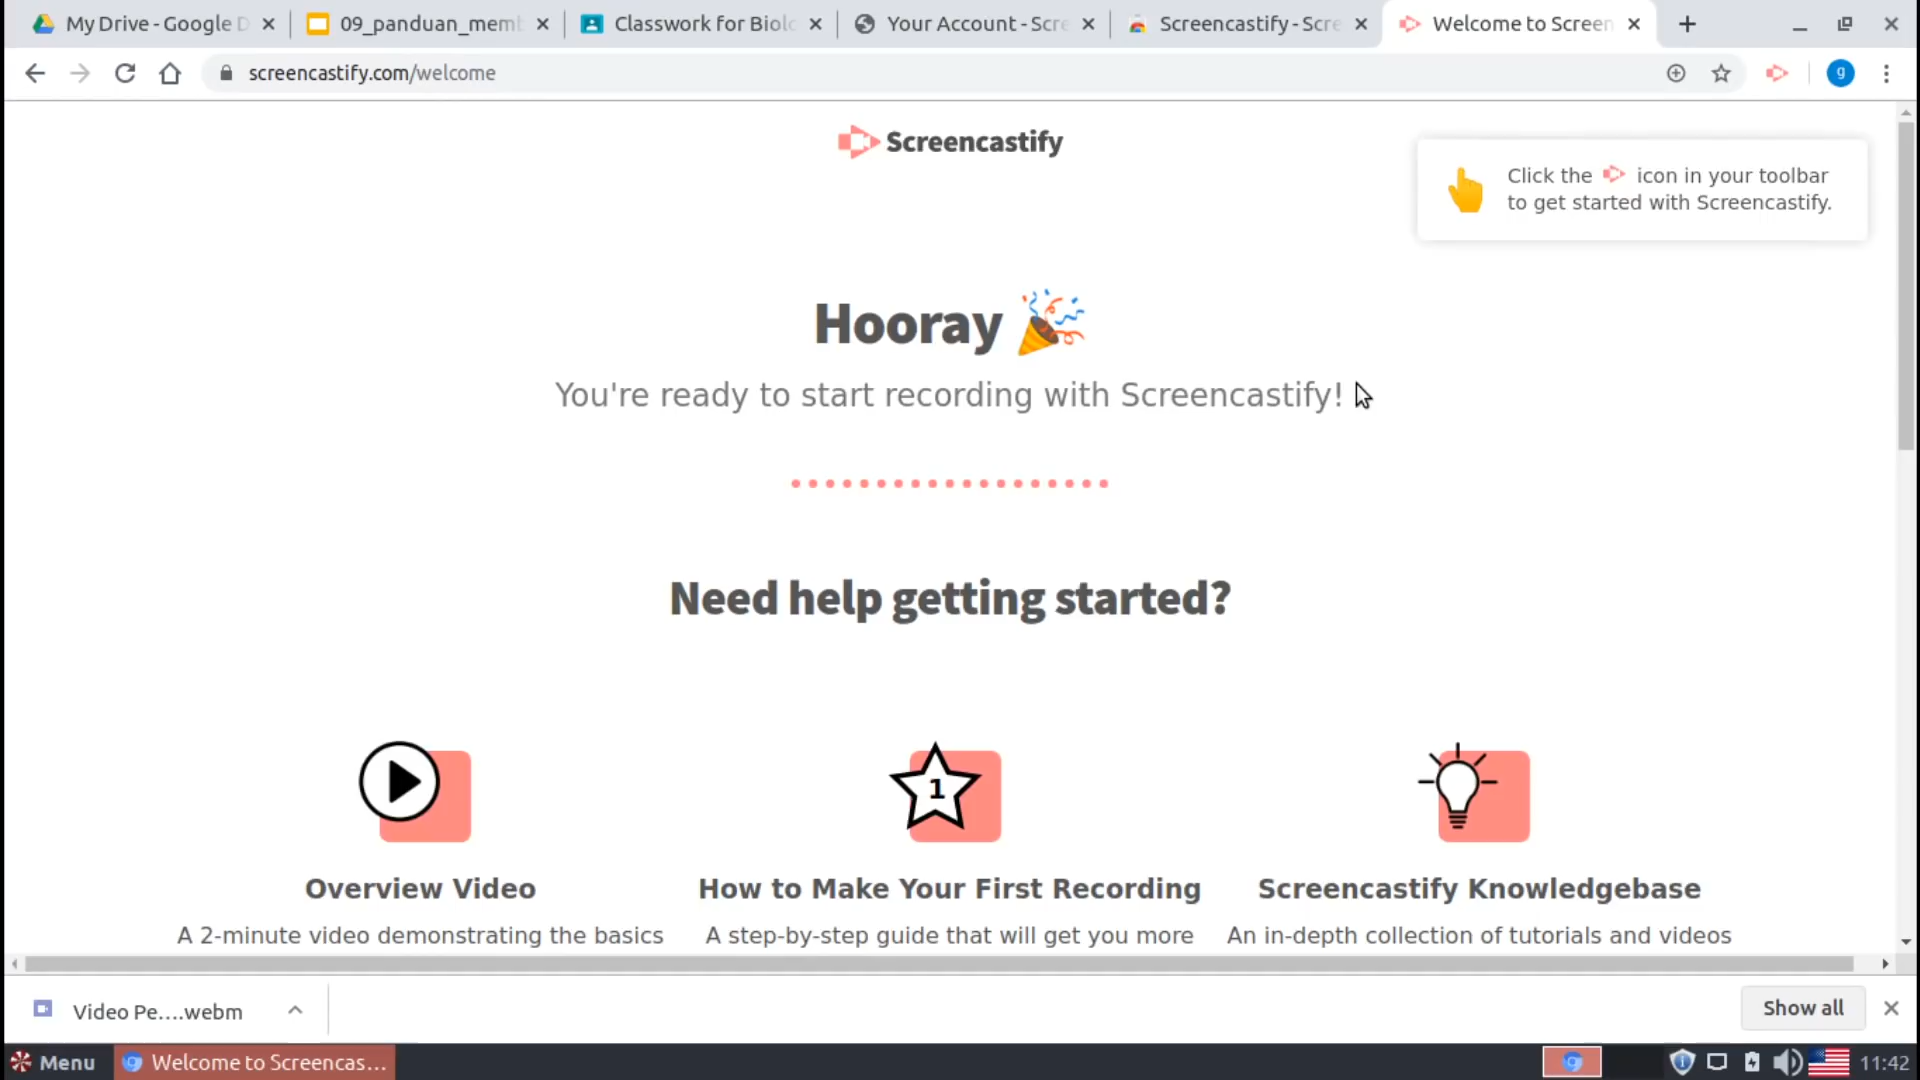 My Drive - Google D
09_panduan_memb
Classwork for Biolo
Your Account - Scre
Screencastify - Scre
Welcome to Screen
screencastify.com/welcome
g
Screencastify
Click the icon in your toolbar
to get started with Screencastify.
Hooray
You're ready to start recording with Screencastify!
Need help getting started?
1
Overview Video
How to Make Your First Recording
Screencastify Knowledgebase
A 2-minute video demonstrating the basics
A step-by-step guide that will get you more
An in-depth collection of tutorials and videos
Video Pe....webm
Show all
Menu
Welcome to Screencas...
11:42